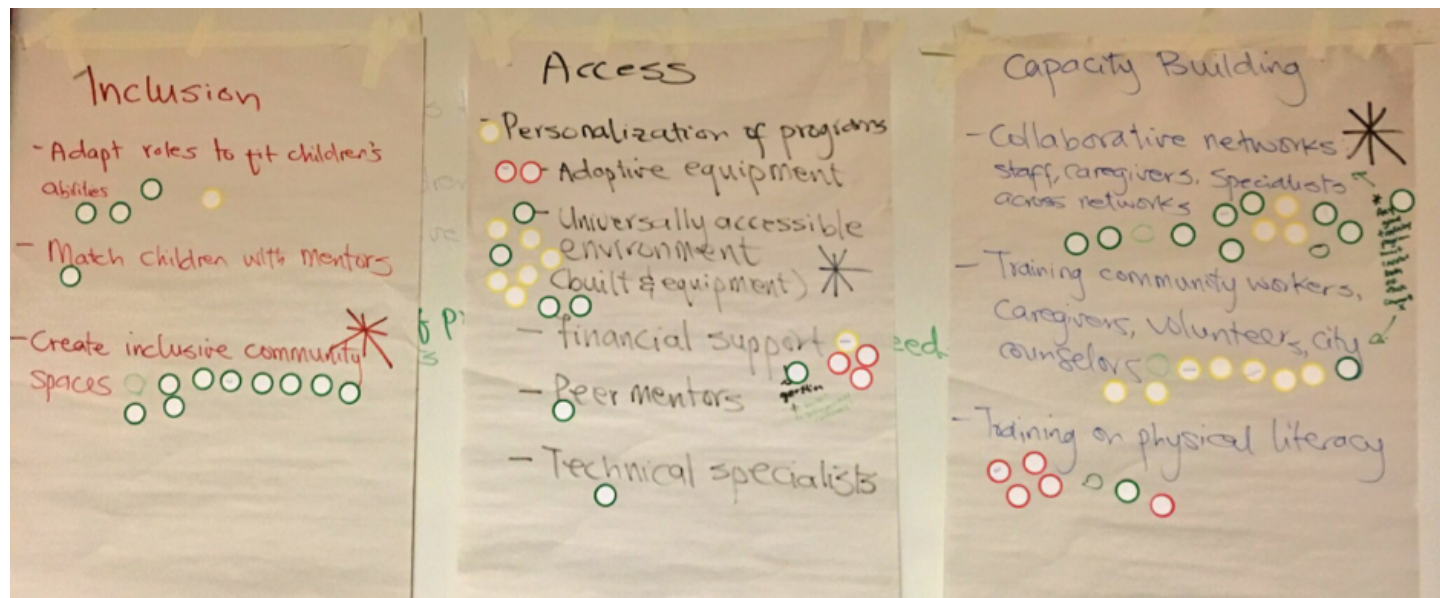 Inclusion
- Adapt roles to fit children's
abilites
- Match children with mentors
- Create inclusive community
spaces
Access
- Personalization of programs
- Adaptive equipment
- Universally accessible
environment
(built & equipment)
- financial support
- Peer mentors
- Technical specialists
eed
Capacity Building
- Collaborative networks
staff, caregivers, Specialists
across networks
- Training community workers,
Caregivers, volunteers, city
counselors
- Training on physical literacy